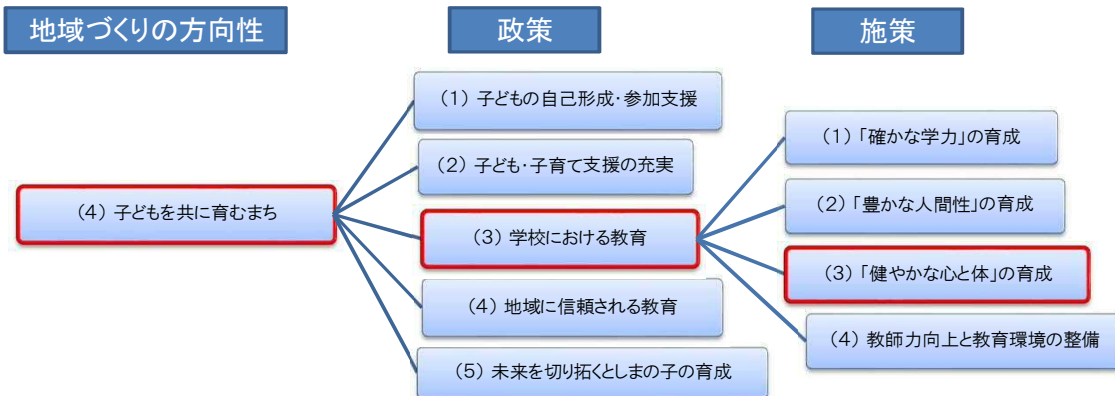 地域づくりの方向性
政策
施策
(4) 子どもを共に育むまち
(1) 子どもの自己形成・参加支援
(2) 子ども・子育て支援の充実
(3) 学校における教育
(4) 地域に信頼される教育
(5) 未来を切り拓くとしまの子の育成
(1) 「確かな学力」の育成
(2) 「豊かな人間性」の育成
(3) 「健やかな心と体」の育成
(4) 教師力向上と教育環境の整備